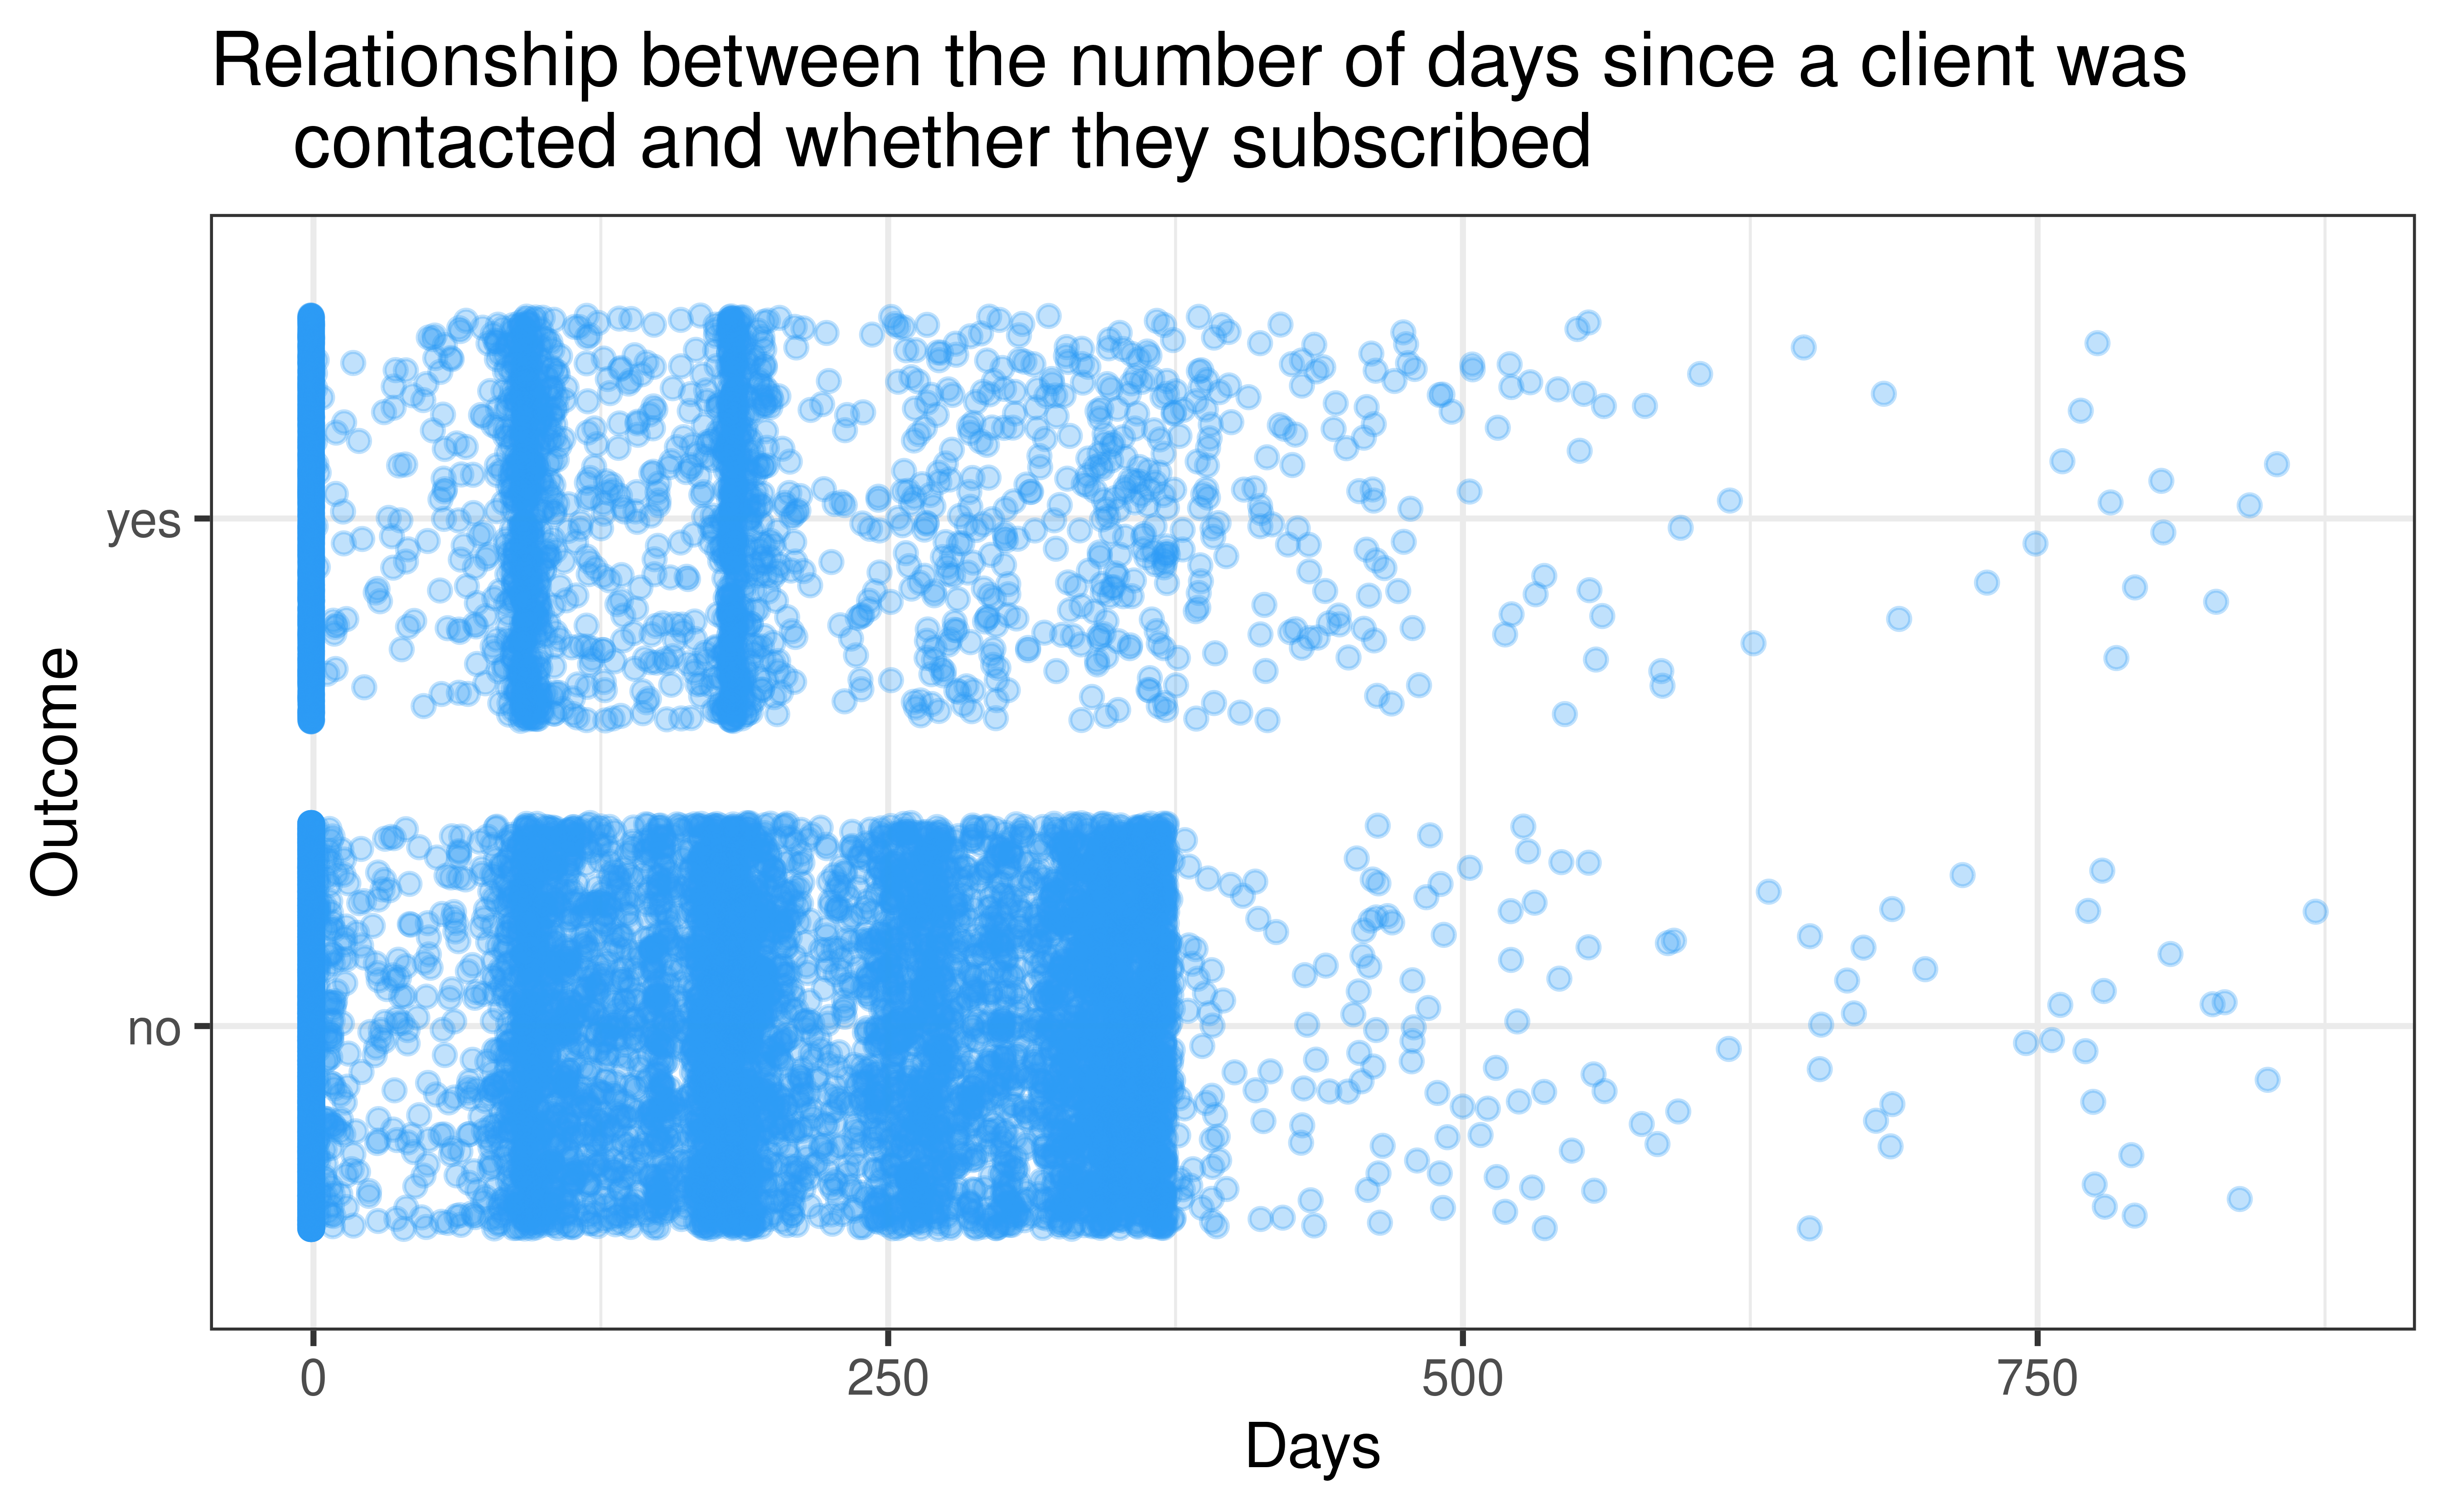 Relationship between the number of days since a client was
contacted and whether they subscribed
Outcome
yes
no
0
250
500
750
Days